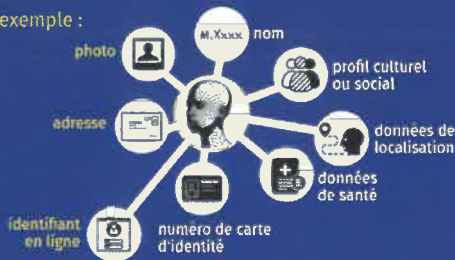 exemple :
M.Xxxx
nom
photo
profil culturel
ou social
adresse
données de
localisation
données
de santé
identifiant
en ligne
numéro de carte
d'identité